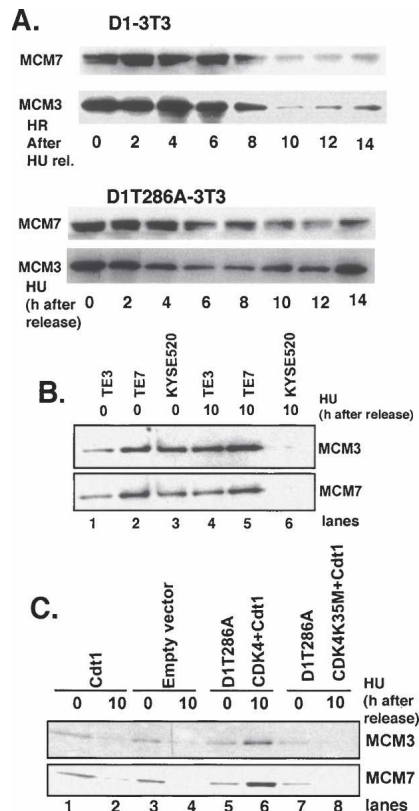 A.
D1-3T3
MCM7
MCM3
HR
After
HU rel.
0 2 4 6 8 10 12 14
D1T286A-3T3
MCM7
MCM3
HU
(h after
release)
0 2 4 6 8 10 12 14
B.
TE3 TE7 KYSE520 TE3 TE7 KYSE520
0 0 0 10 10 10
HU
(h after release)
MCM3
MCM7
1 2 3 4 5 6 lanes
C.
Cdt1 Empty vector D1T286A CDK4+Cdt1 D1T286A CDK4K35M+Cdt1
0 10 0 10 0 10 0 10
HU
(h after
release)
MCM3
MCM7
1 2 3 4 5 6 7 8 lanes